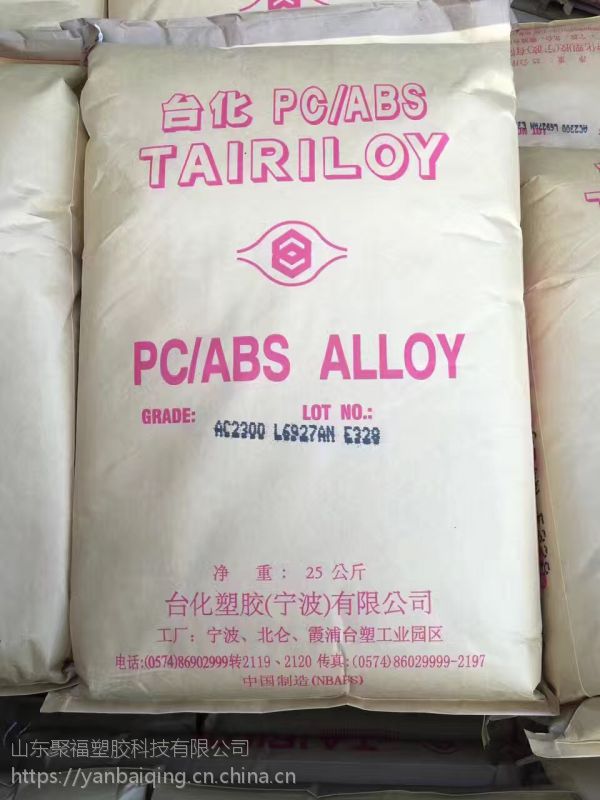 台化 PC/ABS
TAIRILOY
PC/ABS ALLOY
GRADE: LOT NO.:
AC2300 L6927AN E328
净 重：25 公斤
台化塑胶(宁波)有限公司
工厂：宁波、北仑、霞浦台塑工业园区
电话:(0574)86902999转2119、2120 传真:(0574)86029999-2197
中国制造(NBAPS)
AC2300 L6927AN E3
山东聚福塑胶科技有限公司
https://yanbaiqing.cn.china.cn